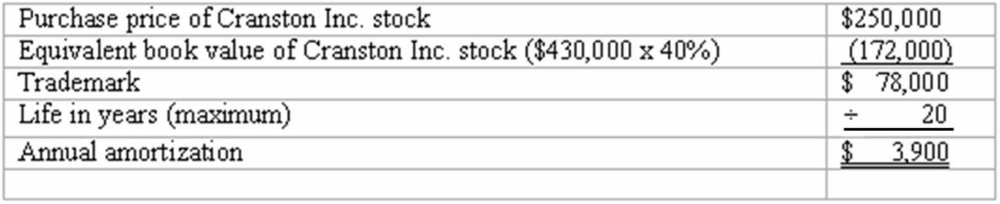 Purchase price of Cranston Inc. stock $250,000
Equivalent book value of Cranston Inc. stock ($430,000 x 40%) (172,000)
Trademark $ 78,000
Life in years (maximum) ÷ 20
Annual amortization $ 3,900